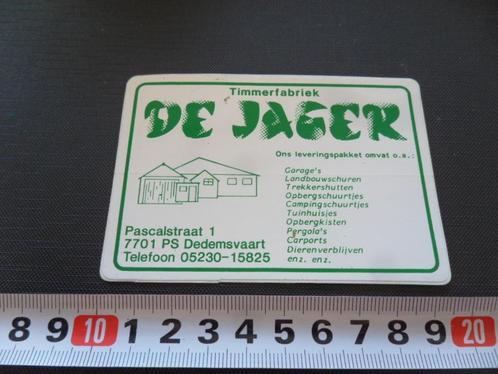 Timmerfabriek
DE JAGER
Ons leveringspakket omvat o.a.:
Garage's
Landbouwschuren
Trekkershutten
Opbergschuurtjes
Campingschuurtjes
Tuinhuisjes
Opbergkisten
Pergola's
Carports
Dierenverblijven
enz. enz.
Pascalstraat 1
7701 PS Dedemsvaart
Telefoon 05230-15825
8 9 10 1 2 3 4 5 6 7 8 9 20